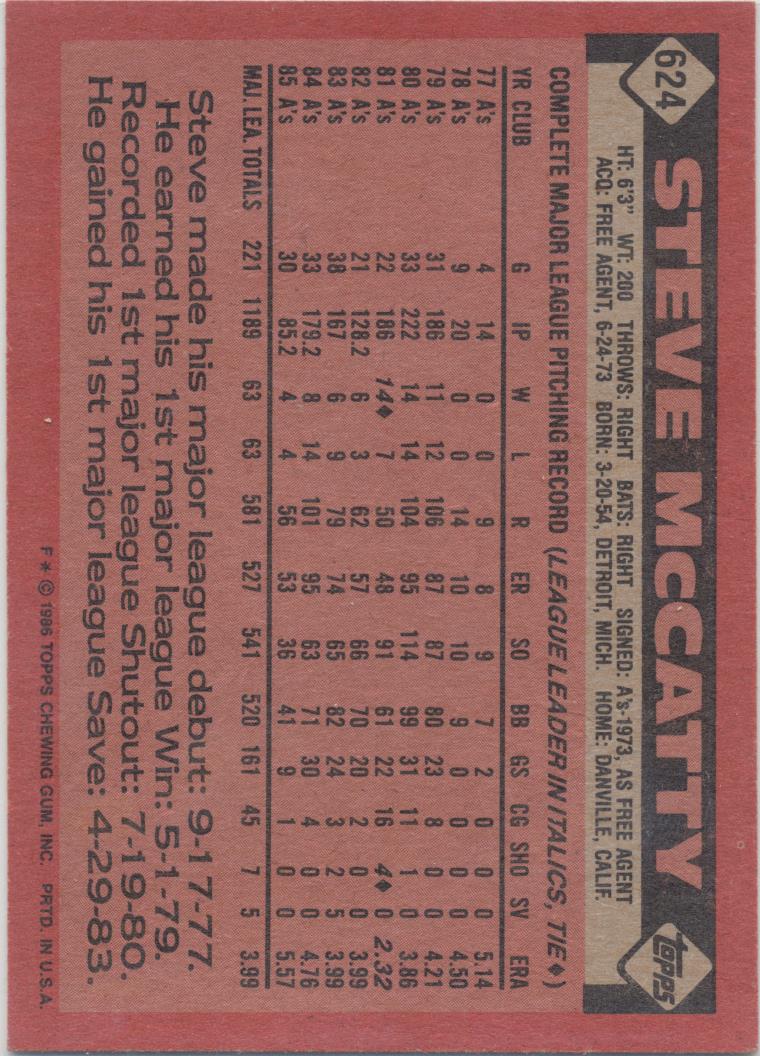 624 STEVE McCATTY topps
HT: 6'3" WT: 200 THROWS: RIGHT BATS: RIGHT SIGNED: A's-1973, AS FREE AGENT
ACQ: FREE AGENT, 6-24-73 BORN: 3-20-54, DETROIT, MICH. HOME: DANVILLE, CALIF.
COMPLETE MAJOR LEAGUE PITCHING RECORD (LEAGUE LEADER IN ITALICS, TIE♦)
YR CLUB G IP W L R ER SO BB GS CG SHO SV ERA
77 A's 4 14 0 0 9 8 9 7 2 0 0 0 5.14
78 A's 9 20 0 0 14 10 10 9 0 0 0 0 4.50
79 A's 31 186 11 12 106 87 87 80 23 8 0 0 4.21
80 A's 33 222 14 14 104 95 114 99 31 11 1 0 3.86
81 A's 22 186 14♦ 7 50 48 91 61 22 16 4♦ 0 2.32
82 A's 21 128.2 6 3 62 57 66 70 20 2 0 0 3.99
83 A's 38 167 6 9 79 74 65 82 24 3 2 5 3.99
84 A's 33 179.2 8 14 101 95 63 71 30 4 0 0 4.76
85 A's 30 85.2 4 4 56 53 36 41 9 1 0 0 5.57
MAJ. LEA. TOTALS 221 1189 63 63 581 527 541 520 161 45 7 5 3.99
Steve made his major league debut: 9-17-77.
He earned his 1st major league Win: 5-1-79.
Recorded 1st major league Shutout: 7-19-80.
He gained his 1st major league Save: 4-29-83.
F * © 1986 TOPPS CHEWING GUM, INC. PRTD. IN U.S.A.